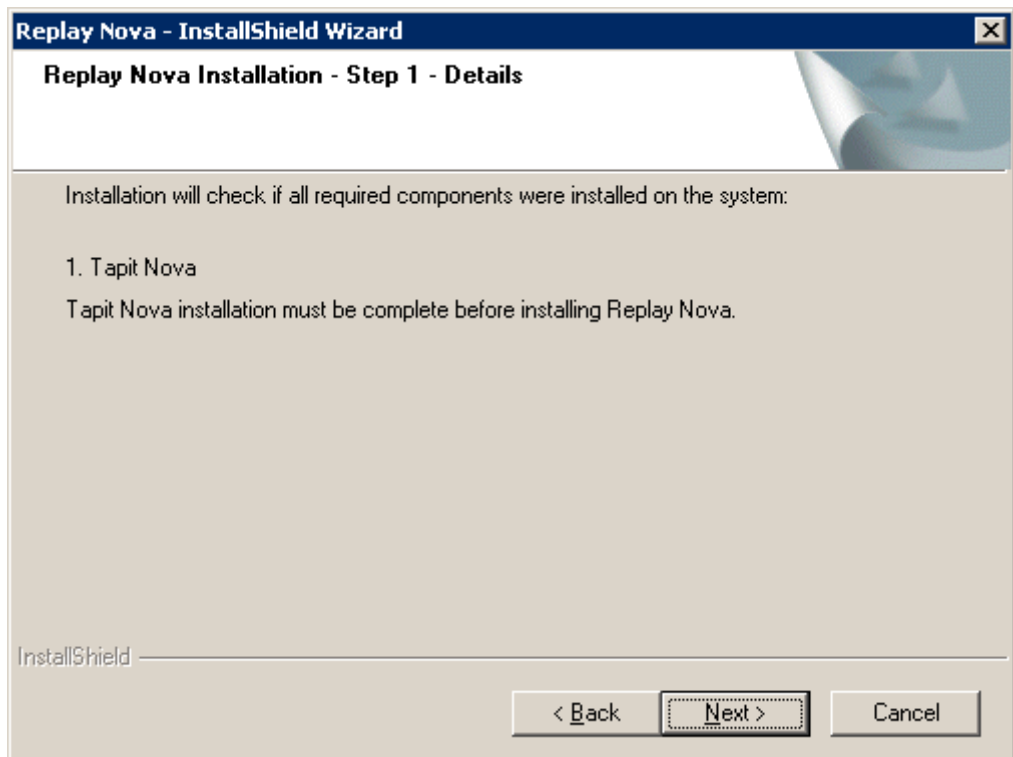 Replay Nova - InstallShield Wizard
Replay Nova Installation - Step 1 - Details
Installation will check if all required components were installed on the system:
1. Tapit Nova
Tapit Nova installation must be complete before installing Replay Nova.
InstallShield
< Back Next > Cancel